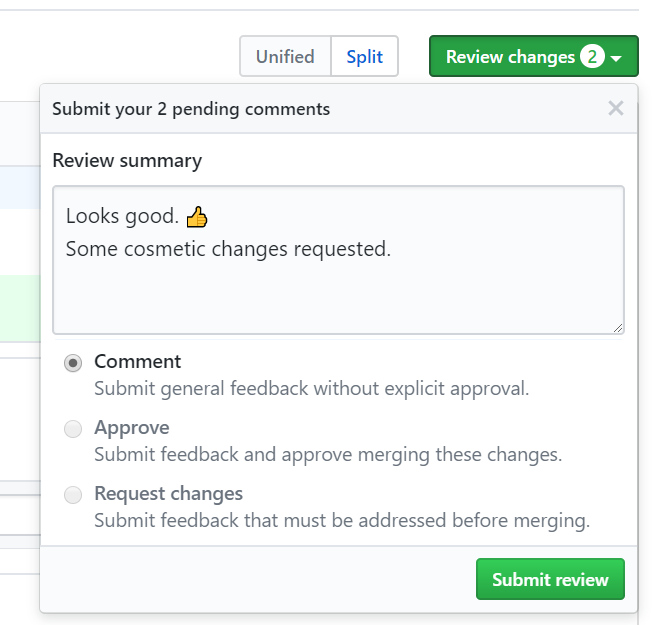 Unified Split Review changes 2
Submit your 2 pending comments
Review summary
Looks good. 👍
Some cosmetic changes requested.
Comment
Submit general feedback without explicit approval.
Approve
Submit feedback and approve merging these changes.
Request changes
Submit feedback that must be addressed before merging.
Submit review